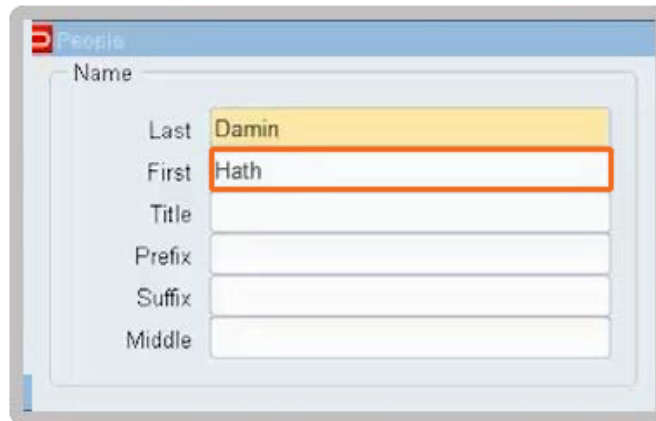 People
Name
Last Damin
First Hath
Title
Prefix
Suffix
Middle